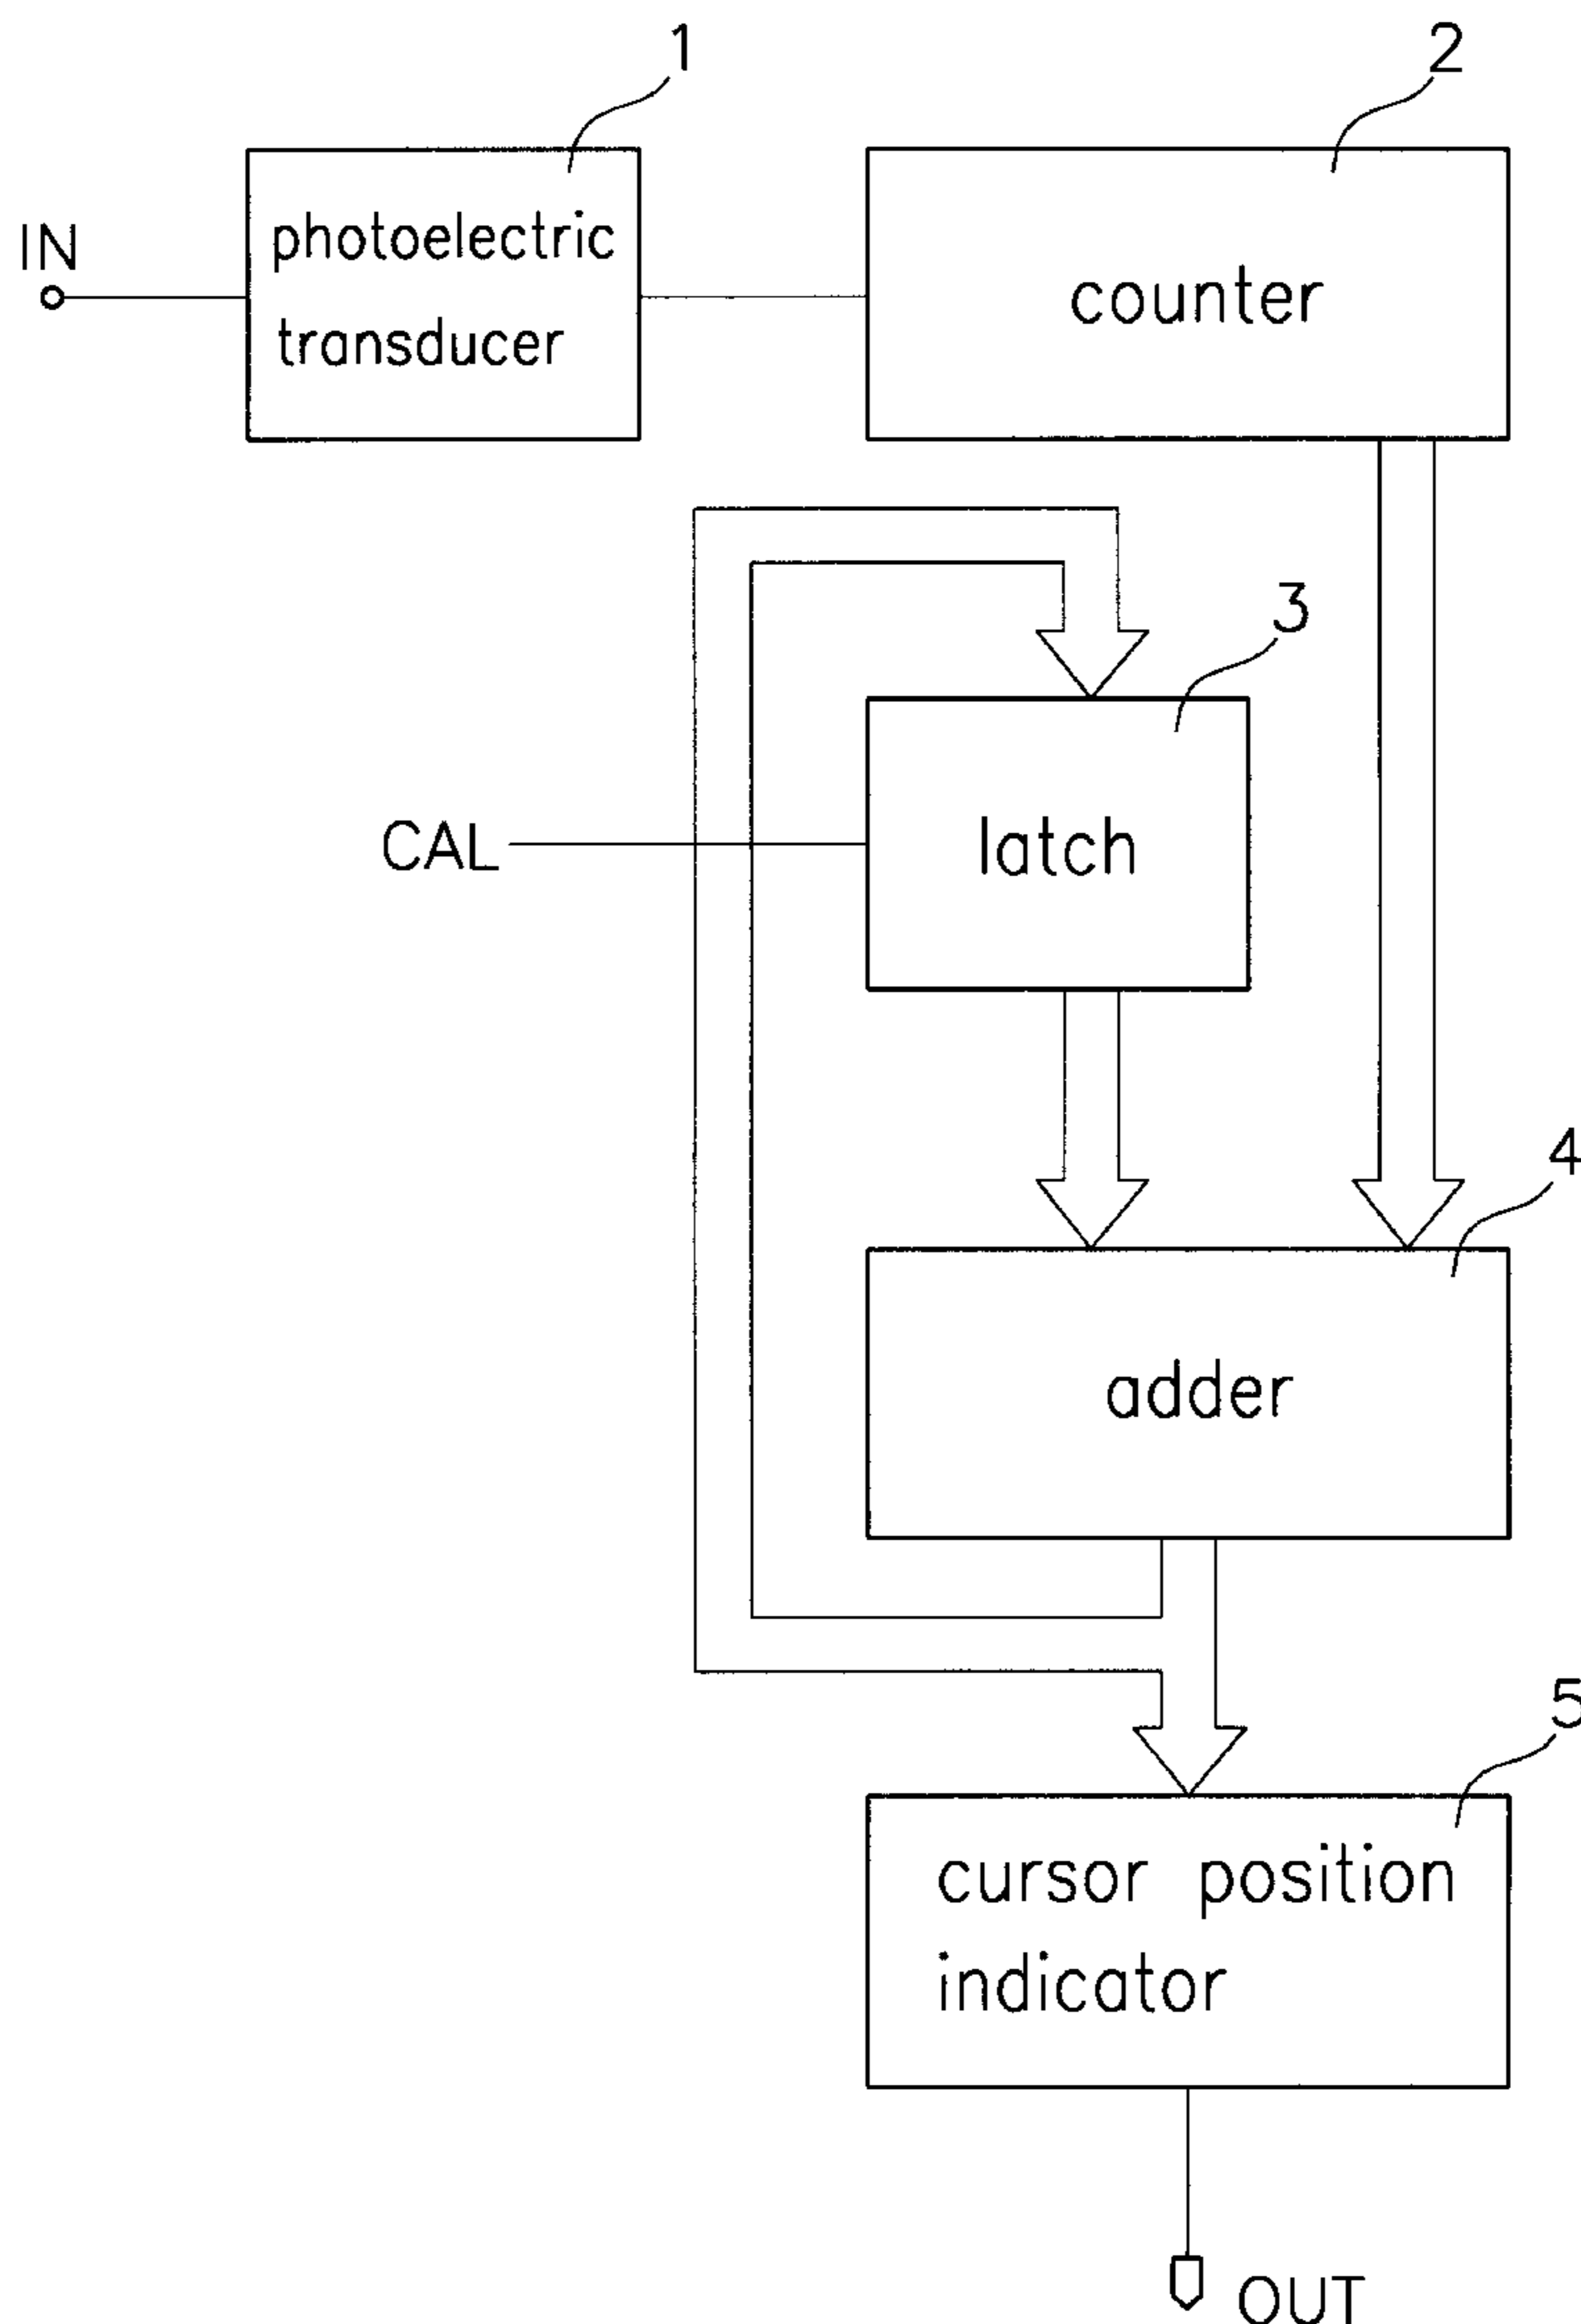 1
2
IN
photoelectric
transducer
counter
3
CAL
latch
4
adder
5
cursor position
indicator
OUT